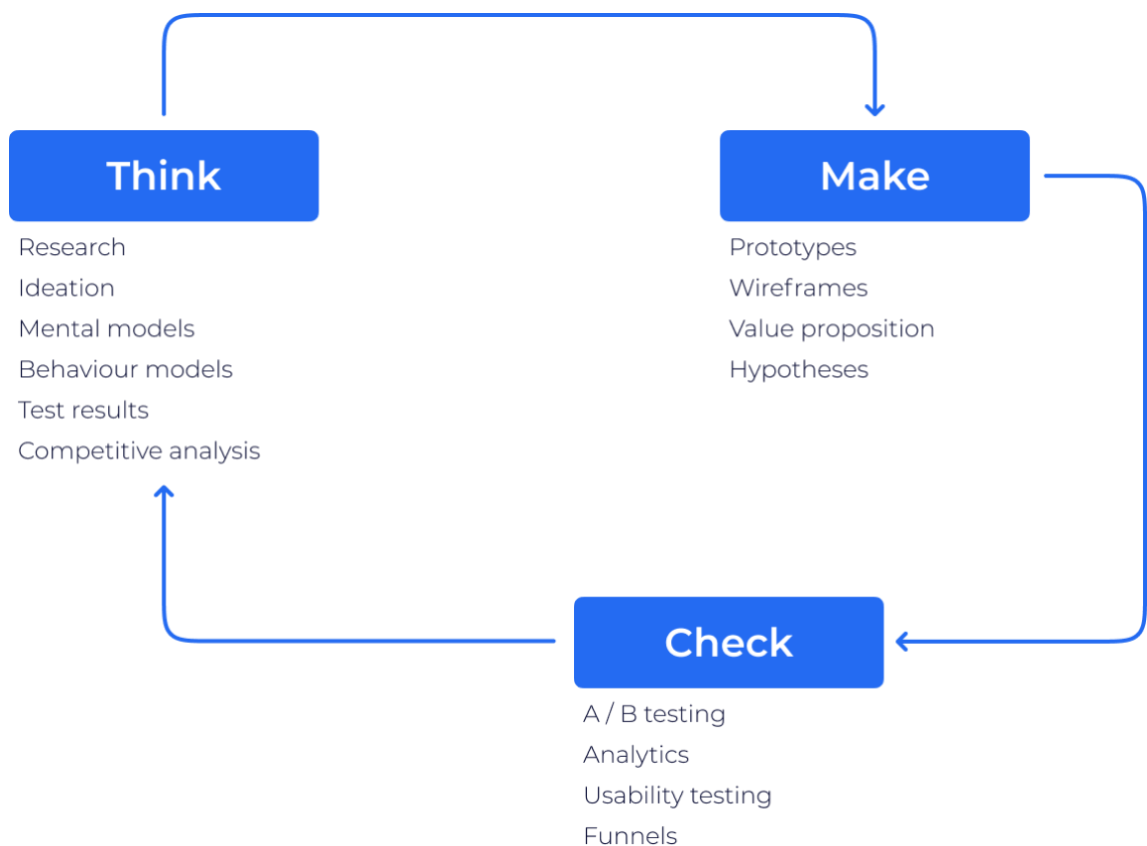 Think
Research
Ideation
Mental models
Behaviour models
Test results
Competitive analysis
Make
Prototypes
Wireframes
Value proposition
Hypotheses
Check
A / B testing
Analytics
Usability testing
Funnels